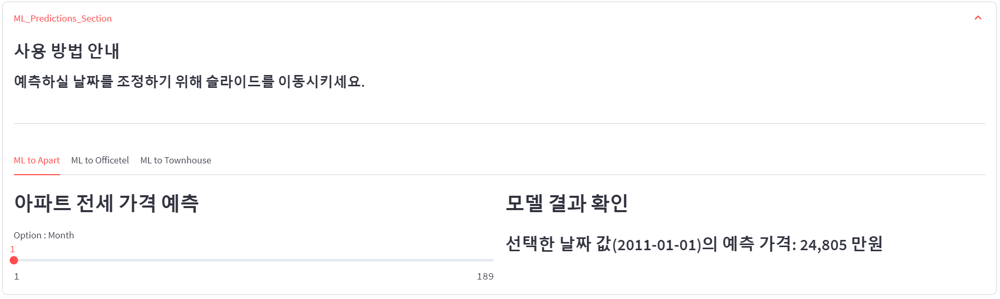 ML_Predictions_Section
사용 방법 안내
예측하실 날짜를 조정하기 위해 슬라이드를 이동시키세요.
ML to Apart
ML to Officetel
ML to Townhouse
아파트 전세 가격 예측
Option : Month
1
1
189
모델 결과 확인
선택한 날짜 값(2011-01-01)의 예측 가격: 24,805 만원